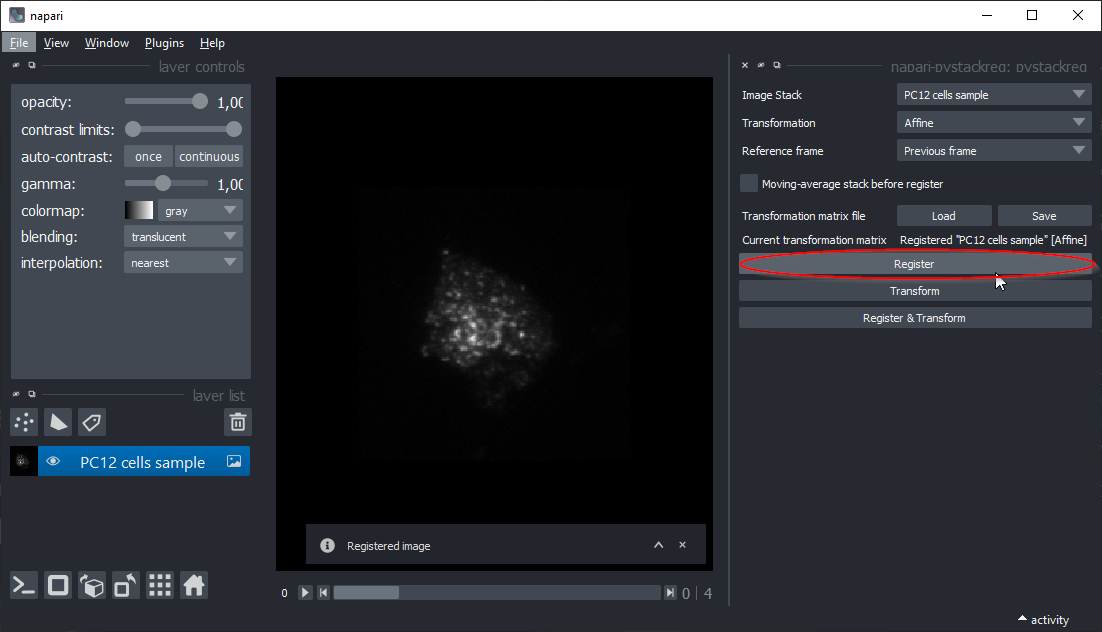 napari
File View Window Plugins Help
layer controls
opacity: 1,00
contrast limits:
auto-contrast: once continuous
gamma: 1,00
colormap: gray
blending: translucent
interpolation: nearest
layer list
PC12 cells sample
Registered image
0 0 | 4
napari-pystackreg: pystackreg
Image Stack PC12 cells sample
Transformation Affine
Reference frame Previous frame
Moving-average stack before register
Transformation matrix file Load Save
Current transformation matrix Registered "PC12 cells sample" [Affine]
Register
Transform
Register & Transform
activity